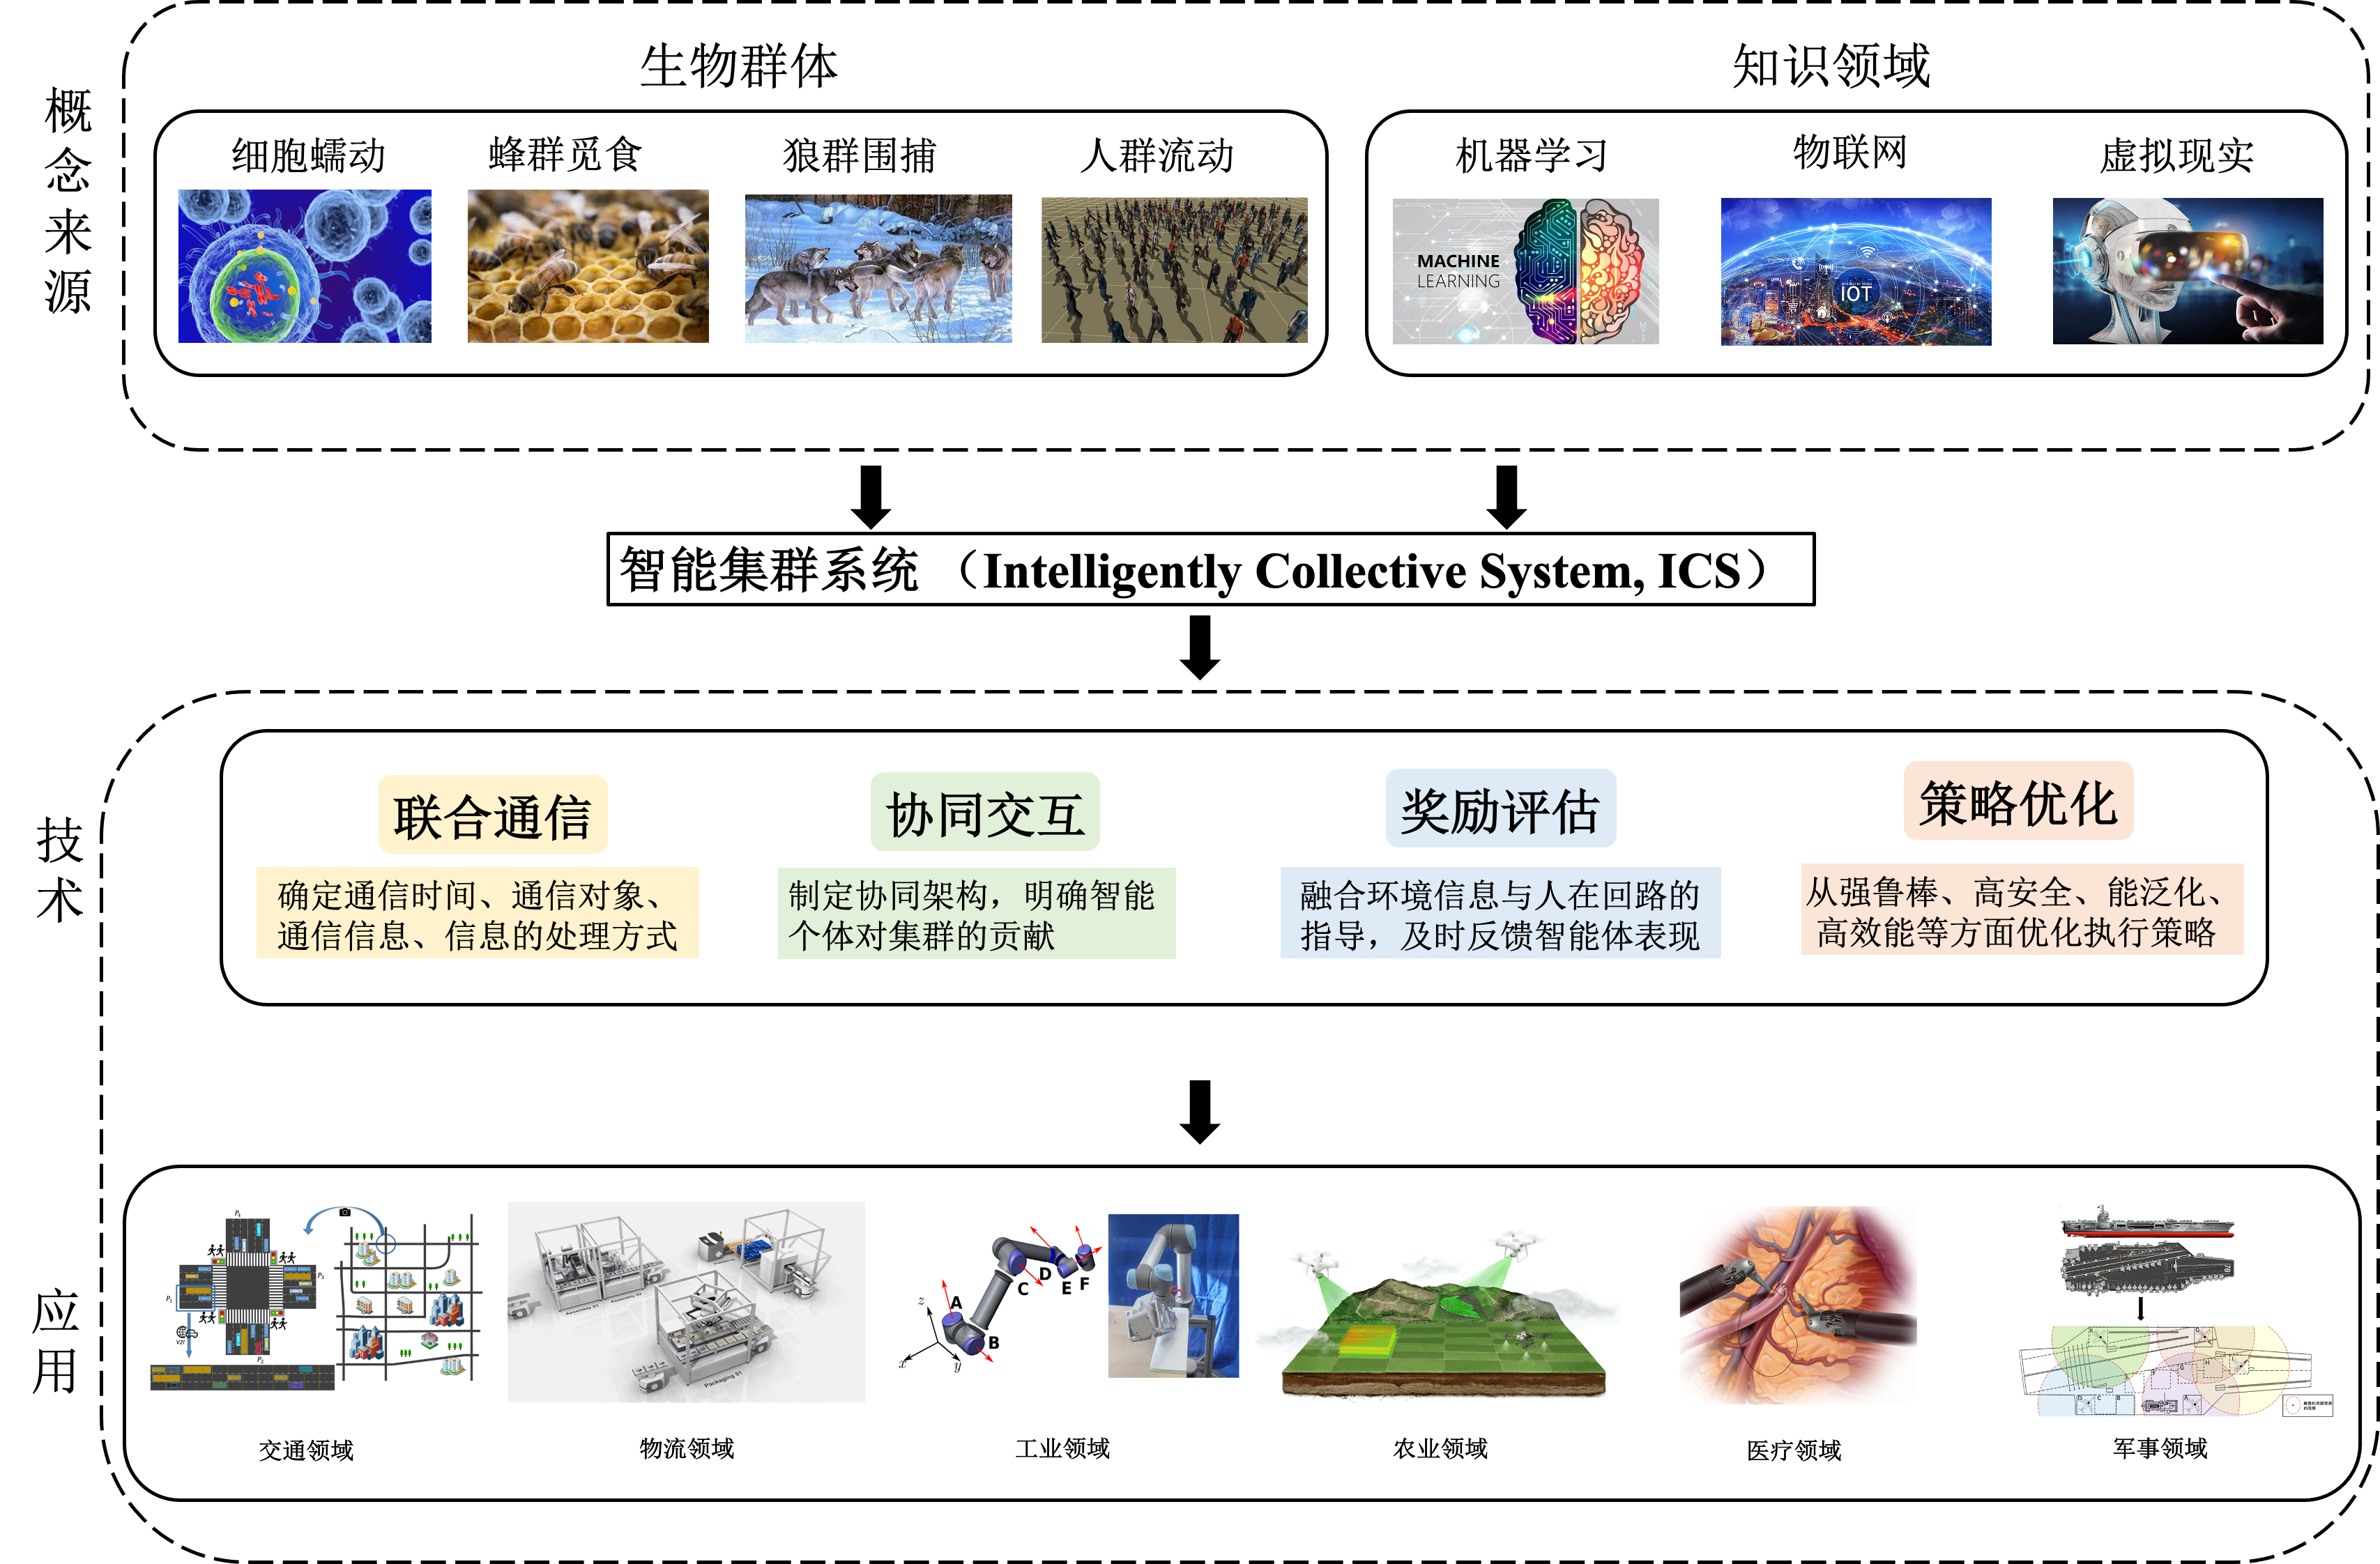 概念来源
生物群体
知识领域
细胞蠕动
蜂群觅食
狼群围捕
人群流动
机器学习
物联网
虚拟现实
MACHINE
LEARNING
IOT
智能集群系统 （Intelligently Collective System, ICS）
技术
联合通信
协同交互
奖励评估
策略优化
确定通信时间、通信对象、
通信信息、信息的处理方式
制定协同架构，明确智能
个体对集群的贡献
融合环境信息与人在回路的
指导，及时反馈智能体表现
从强鲁棒、高安全、能泛化、
高效能等方面优化执行策略
应用
V2I
Packaging 01
A
B
C
D
E
F
z
x
y
交通领域
物流领域
工业领域
农业领域
医疗领域
军事领域